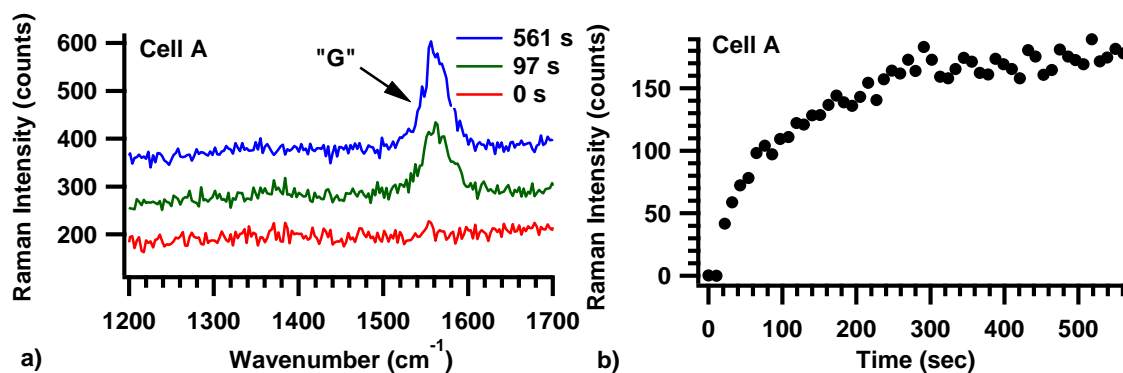 Cell A
"G"
561 s
97 s
0 s
Raman Intensity (counts)
600
500
400
300
200
1200 1300 1400 1500 1600 1700
Wavenumber (cm⁻¹)
a)
Cell A
Raman Intensity (counts)
150
100
50
0
0 100 200 300 400 500
Time (sec)
b)